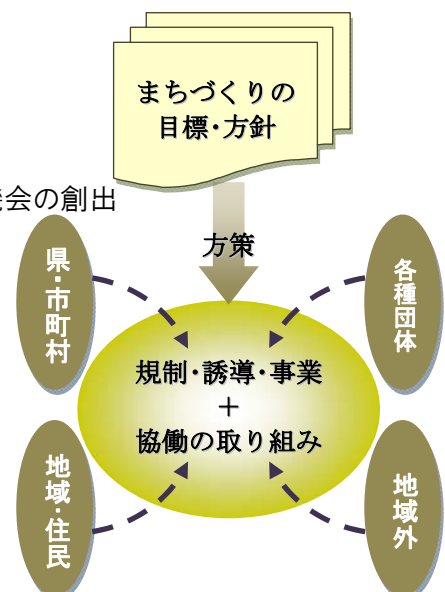 まちづくりの
目標・方針
会の創出
方策
県・市町村
各種団体
規制・誘導・事業
＋
協働の取り組み
地域・住民
地域外